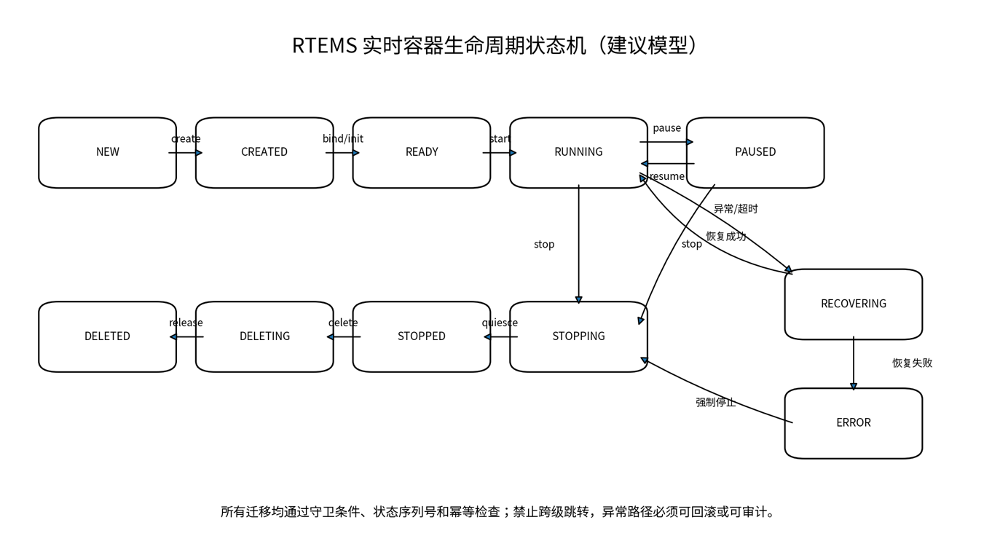 RTEMS 实时容器生命周期状态机（建议模型）
NEW
create
CREATED
bind/init
READY
start
RUNNING
pause
resume
PAUSED
异常/超时
恢复成功
stop
stop
RECOVERING
DELETED
release
DELETING
delete
STOPPED
quiesce
STOPPING
恢复失败
强制停止
ERROR
所有迁移均通过守卫条件、状态序列号和幂等检查；禁止跨级跳转，异常路径必须可回滚或可审计。